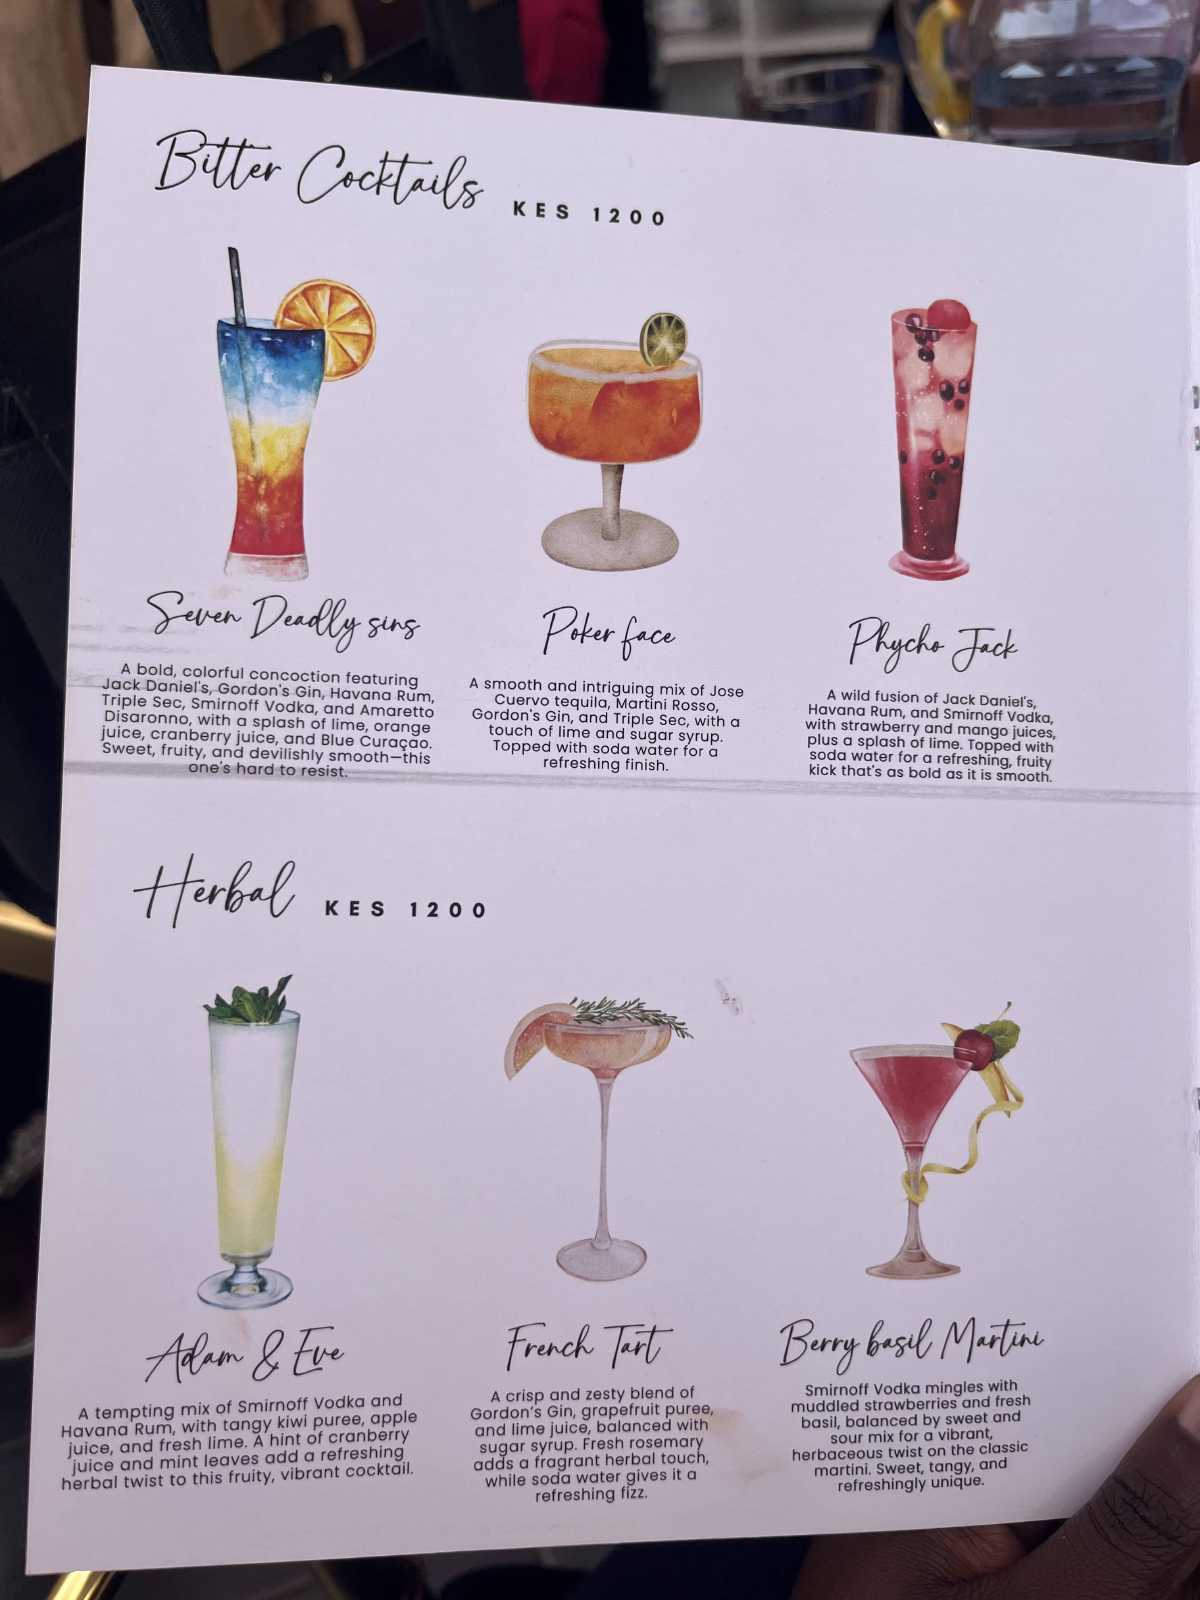 Bitter Cocktails KES 1200
Seven Deadly sins
A bold, colorful concoction featuring
Jack Daniel's, Gordon's Gin, Havana Rum,
Triple Sec, Smirnoff Vodka, and Amaretto
Disaronno, with a splash of lime, orange
juice, cranberry juice, and Blue Curaçao.
Sweet, fruity, and devilishly smooth—this
one's hard to resist.
Poker face
A smooth and intriguing mix of Jose
Cuervo tequila, Martini Rosso,
Gordon's Gin, and Triple Sec, with a
touch of lime and sugar syrup.
Topped with soda water for a
refreshing finish.
Phycho Jack
A wild fusion of Jack Daniel's,
Havana Rum, and Smirnoff Vodka,
with strawberry and mango juices,
plus a splash of lime. Topped with
soda water for a refreshing, fruity
kick that's as bold as it is smooth.
Herbal KES 1200
Adam & Eve
A tempting mix of Smirnoff Vodka and
Havana Rum, with tangy kiwi puree, apple
juice, and fresh lime. A hint of cranberry
juice and mint leaves add a refreshing
herbal twist to this fruity, vibrant cocktail.
French Tart
A crisp and zesty blend of
Gordon's Gin, grapefruit puree,
and lime juice, balanced with
sugar syrup. Fresh rosemary
adds a fragrant herbal touch,
while soda water gives it a
refreshing fizz.
Berry basil Martini
Smirnoff Vodka mingles with
muddled strawberries and fresh
basil, balanced by sweet and
sour mix for a vibrant,
herbaceous twist on the classic
martini. Sweet, tangy, and
refreshingly unique.